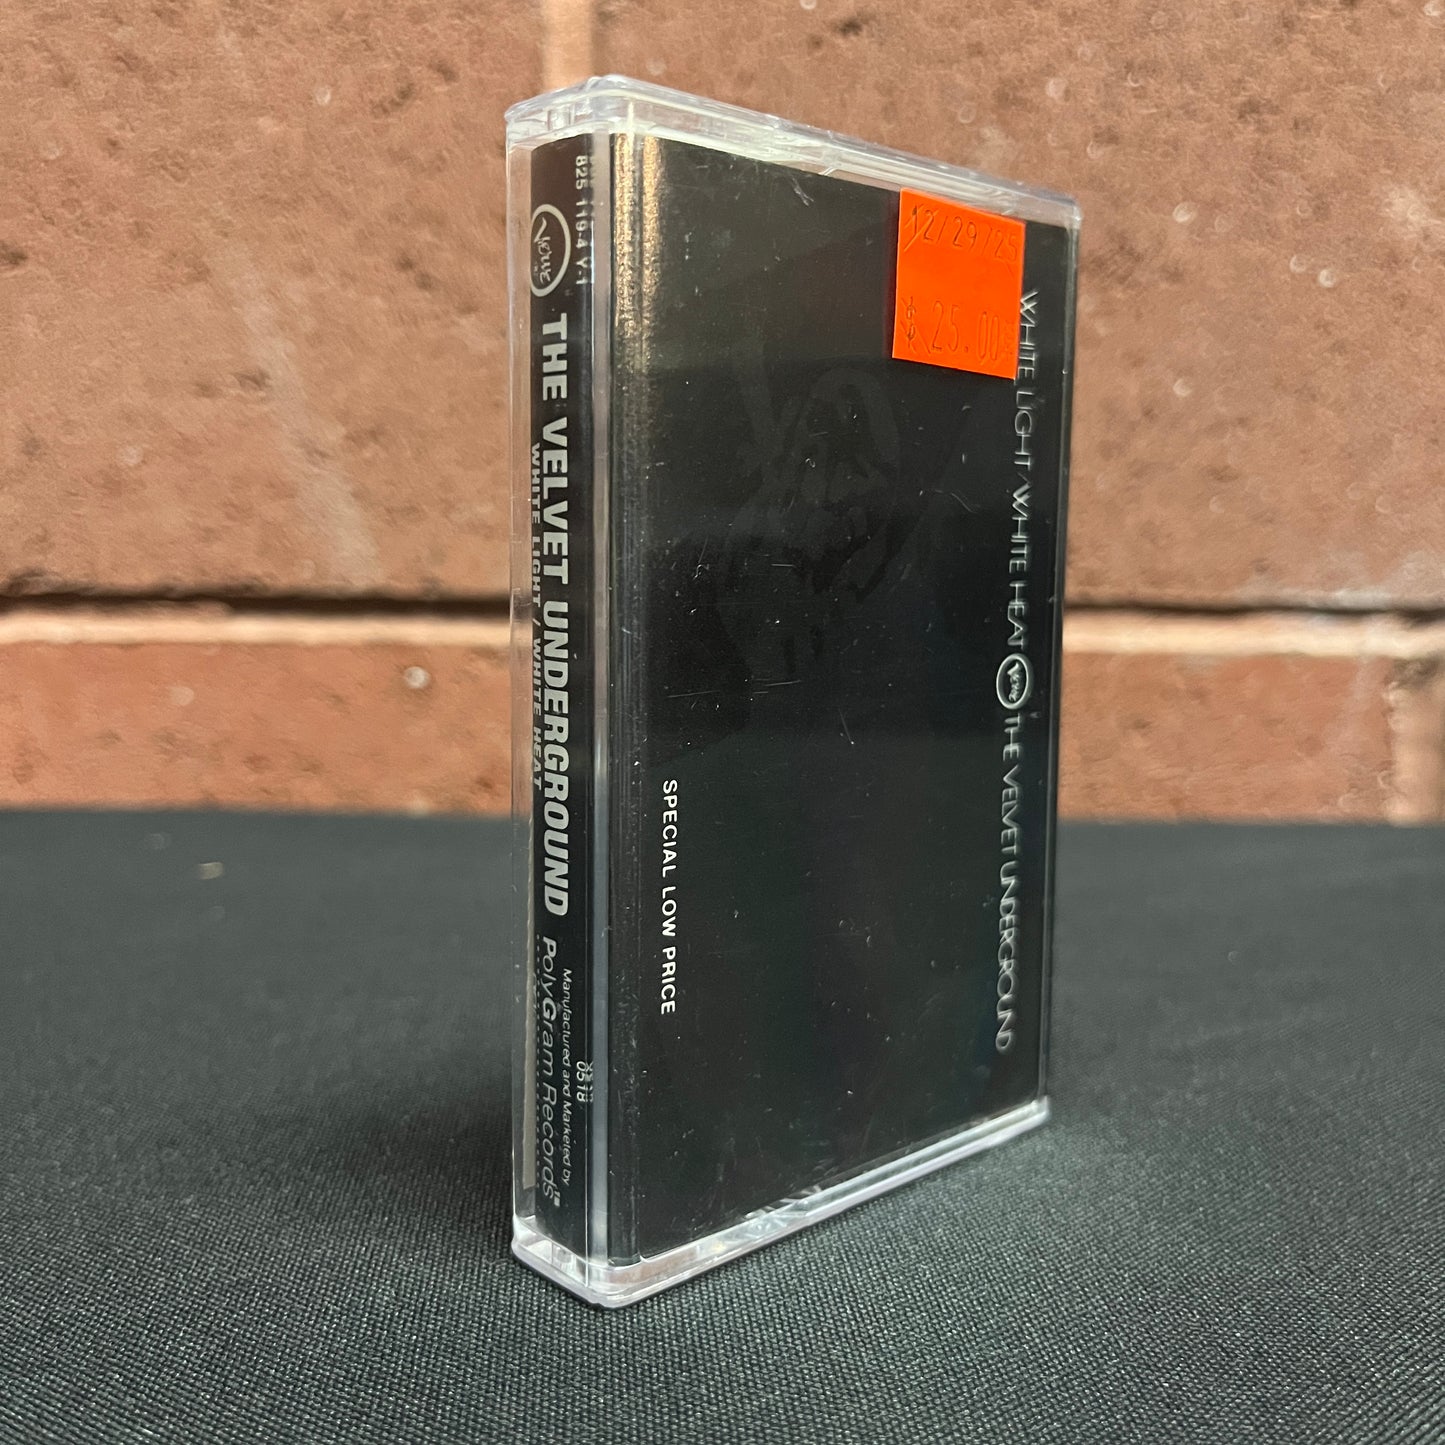 825 119-4 Y-1
Verve
THE VELVET UNDERGROUND
WHITE LIGHT / WHITE HEAT
Manufactured and Marketed by
PolyGram Records
0518
SPECIAL LOW PRICE
12/29/25
$25.00
WHITE LIGHT/WHITE HEAT Verve THE VELVET UNDERGROUND